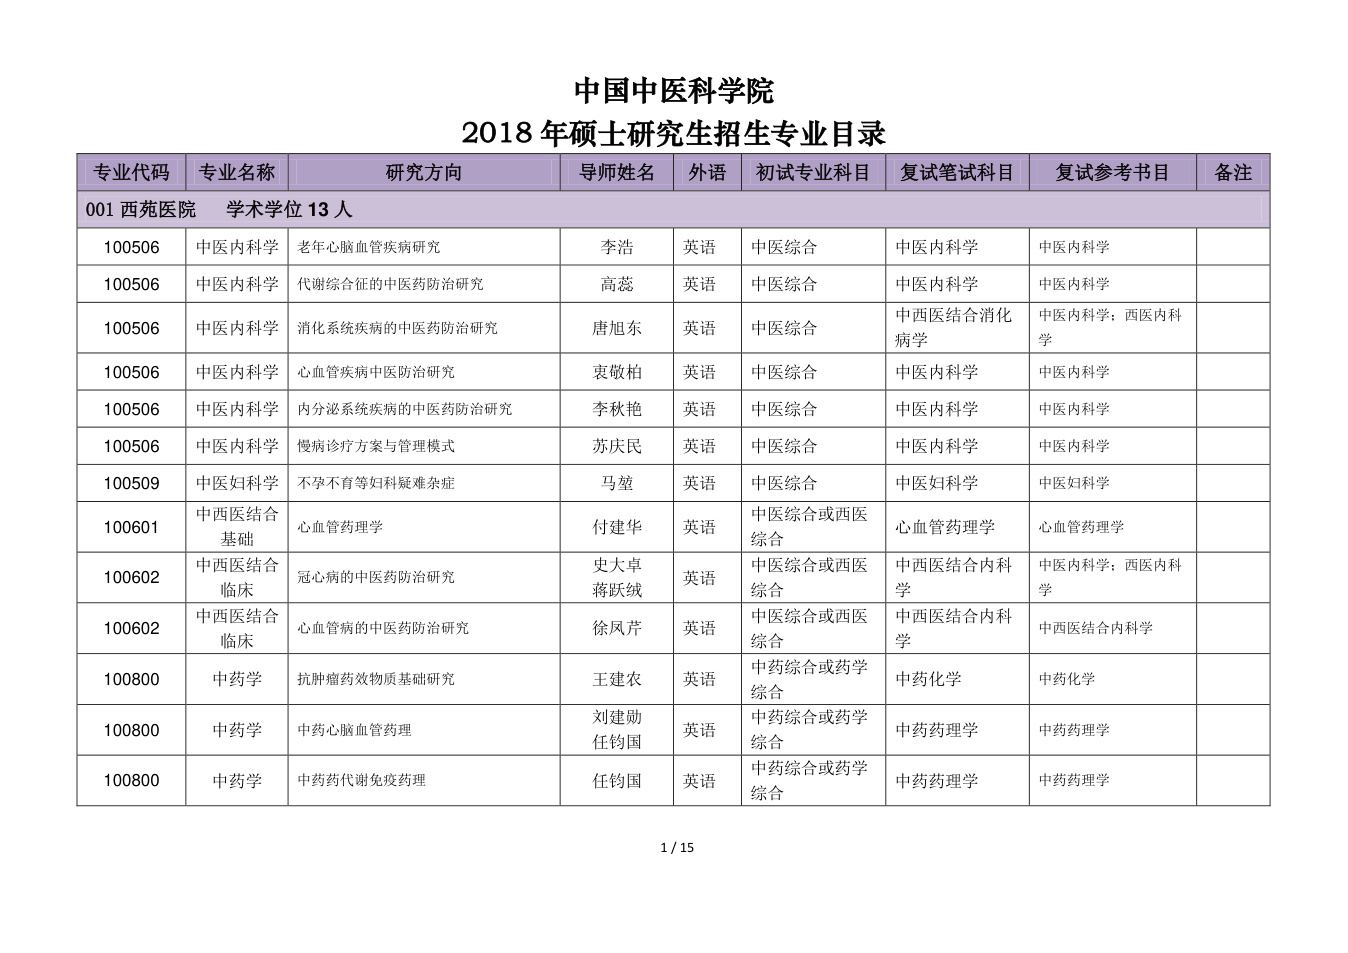 中国中医科学院
2018 年硕士研究生招生专业目录
专业代码 专业名称 研究方向 导师姓名 外语 初试专业科目 复试笔试科目 复试参考书目 备注
001 西苑医院 学术学位 13 人
100506 中医内科学 老年心脑血管疾病研究 李浩 英语 中医综合 中医内科学 中医内科学
100506 中医内科学 代谢综合征的中医药防治研究 高蕊 英语 中医综合 中医内科学 中医内科学
100506 中医内科学 消化系统疾病的中医药防治研究 唐旭东 英语 中医综合 中西医结合消化 中医内科学；西医内科
病学 学
100506 中医内科学 心血管疾病中医防治研究 衷敬柏 英语 中医综合 中医内科学 中医内科学
100506 中医内科学 内分泌系统疾病的中医药防治研究 李秋艳 英语 中医综合 中医内科学 中医内科学
100506 中医内科学 慢病诊疗方案与管理模式 苏庆民 英语 中医综合 中医内科学 中医内科学
100509 中医妇科学 不孕不育等妇科疑难杂症 马堃 英语 中医综合 中医妇科学 中医妇科学
100601 中西医结合 心血管药理学 付建华 英语 中医综合或西医 心血管药理学 心血管药理学
基础 综合
100602 中西医结合 冠心病的中医药防治研究 史大卓 英语 中医综合或西医 中西医结合内科 中医内科学；西医内科
临床 蒋跃绒 综合 学 学
100602 中西医结合 心血管病的中医药防治研究 徐凤芹 英语 中医综合或西医 中西医结合内科 中西医结合内科学
临床 综合 学
100800 中药学 抗肿瘤药效物质基础研究 王建农 英语 中药综合或药学 中药化学 中药化学
综合
100800 中药学 中药心脑血管药理 刘建勋 英语 中药综合或药学 中药药理学 中药药理学
任钧国 综合
100800 中药学 中药药代谢免疫药理 任钧国 英语 中药综合或药学 中药药理学 中药药理学
综合
1 / 15